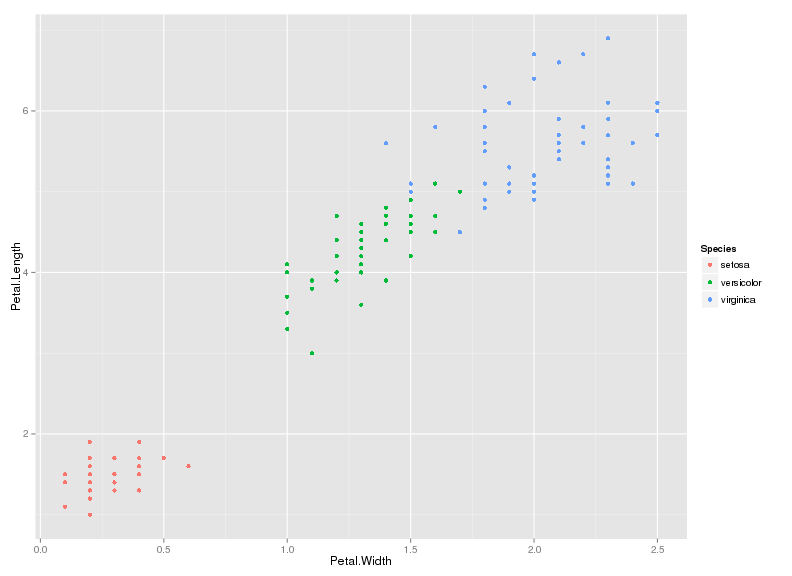 6
4
2
Petal.Length
0.0 0.5 1.0 1.5 2.0 2.5
Petal.Width
Species
setosa
versicolor
virginica